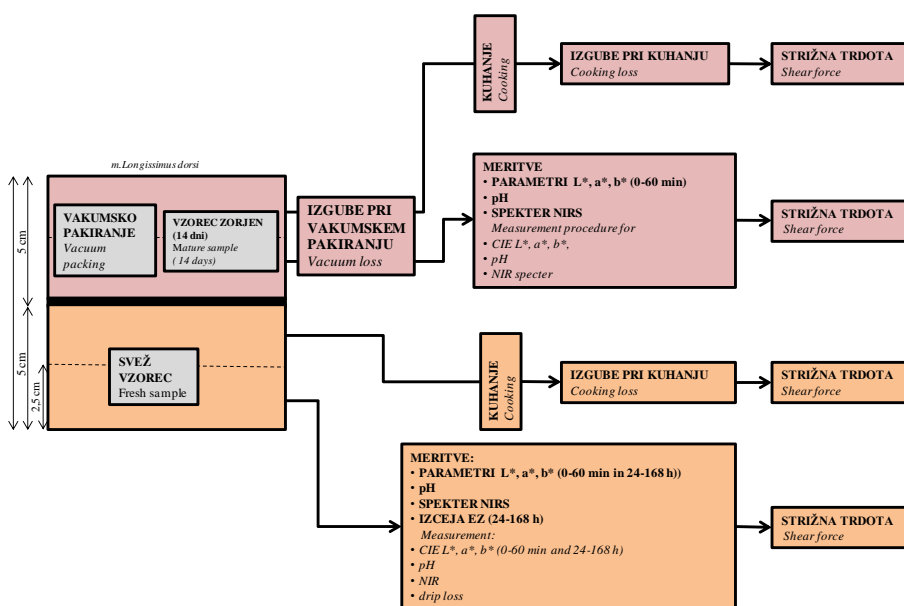 KUHANJE
Cooking
IZGUBE PRI KUHANJU
Cooking loss
STRIŽNA TRDOTA
Shear force
m.Longissimus dorsi
5 cm
5 cm
2,5 cm
VAKUMSKO
PAKIRANJE
Vacuum
packing
VZOREC ZORJEN
(14 dni)
Mature sample
( 14 days)
IZGUBE PRI
VAKUMSKEM
PAKIRANJU
Vacuum loss
MERITVE
• PARAMETRI L*, a*, b* (0-60 min)
• pH
• SPEKTER NIRS
Measurement procedure for
• CIE L*, a*, b*,
• pH
• NIR specter
STRIŽNA TRDOTA
Shear force
SVEŽ
VZOREC
Fresh sample
KUHANJE
Cooking
IZGUBE PRI KUHANJU
Cooking loss
STRIŽNA TRDOTA
Shear force
MERITVE:
• PARAMETRI L*, a*, b* (0-60 min in 24-168 h))
• pH
• SPEKTER NIRS
• IZCEJA EZ (24-168 h)
Measurement:
• CIE L*, a*, b* (0-60 min and 24-168 h)
• pH
• NIR
• drip loss
STRIŽNA TRDOTA
Shear force